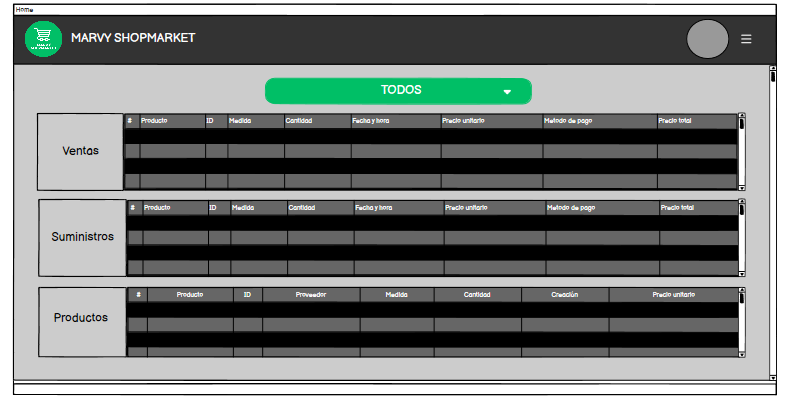 Home
MARVY SHOPMARKET
TODOS
# Producto ID Medida Cantidad Fecha y hora Precio unitario Metodo de pago Precio total
Ventas
# Producto ID Medida Cantidad Fecha y hora Precio unitario Metodo de pago Precio total
Suministros
# Producto ID Proveedor Medida Cantidad Creación Precio unitario
Productos